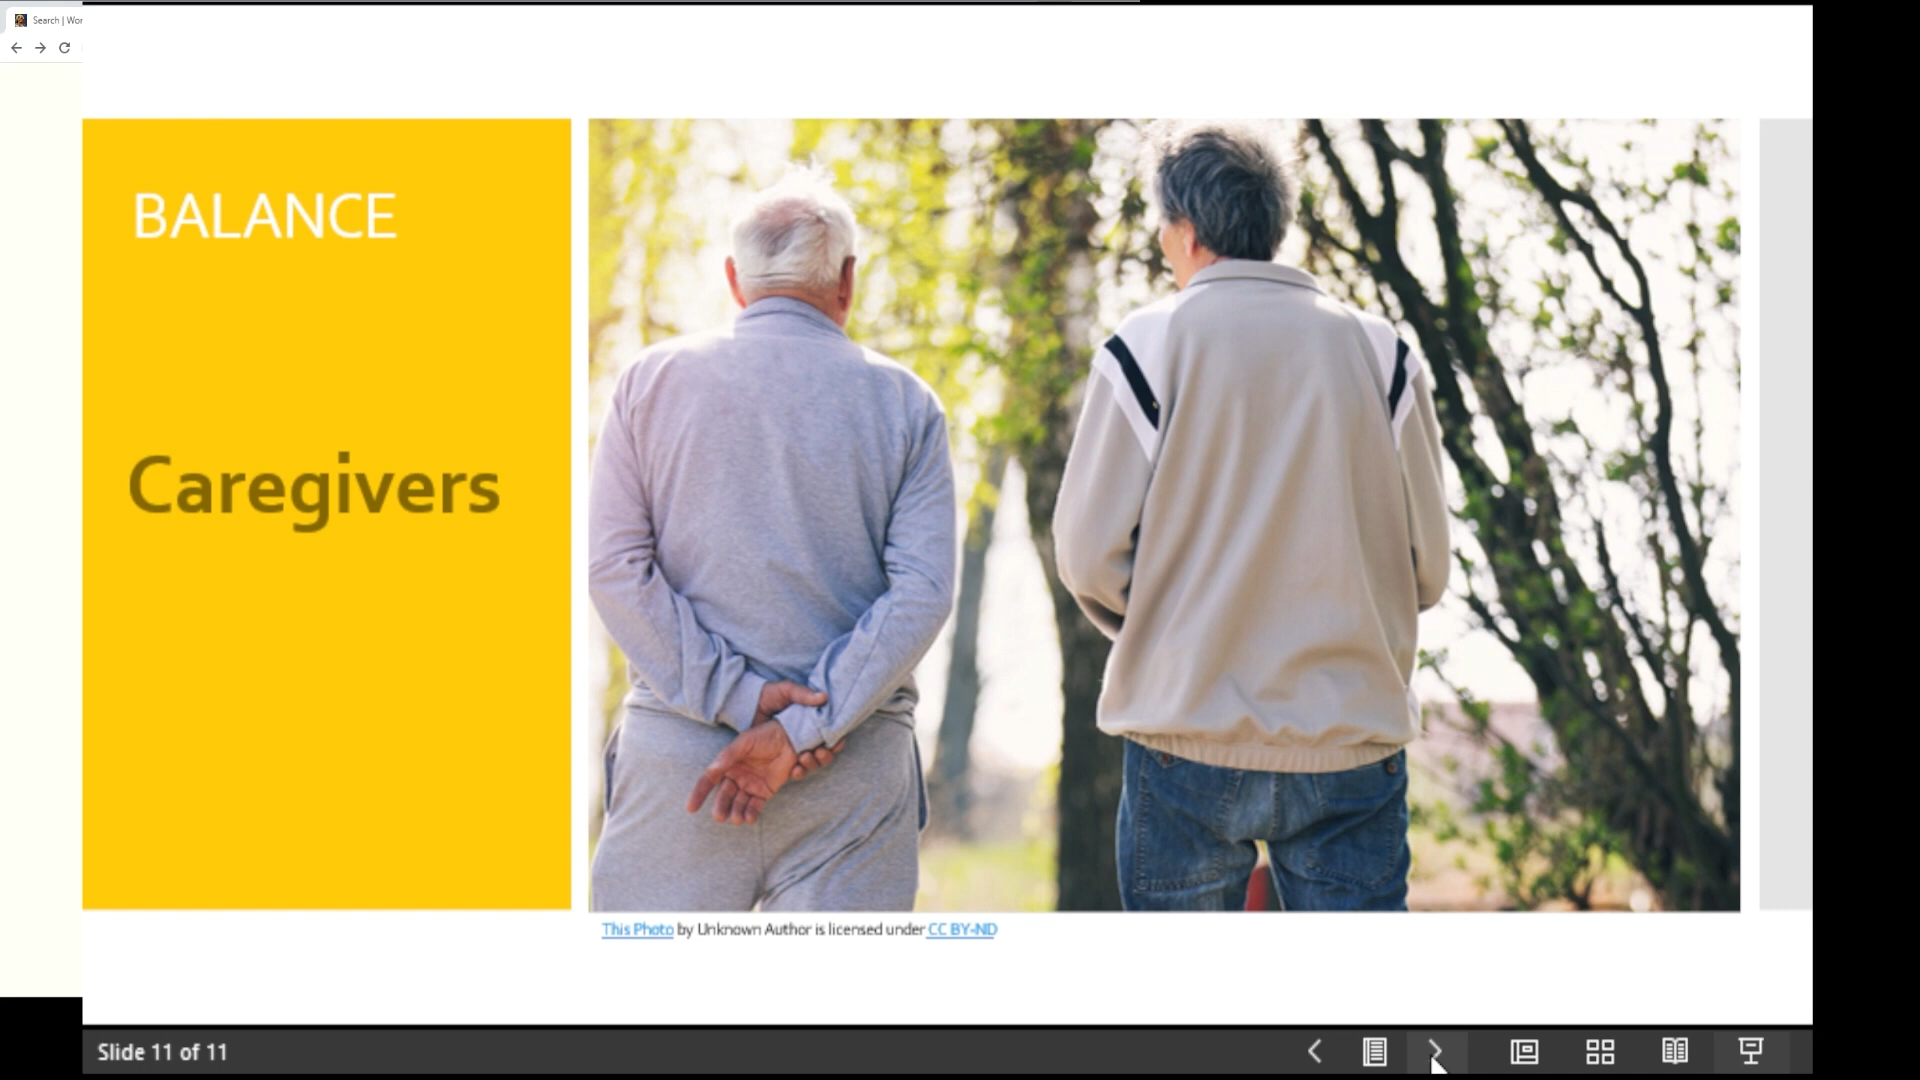 Search | Wor
BALANCE
Caregivers
This Photo by Unknown Author is licensed under CC BY-ND
Slide 11 of 11